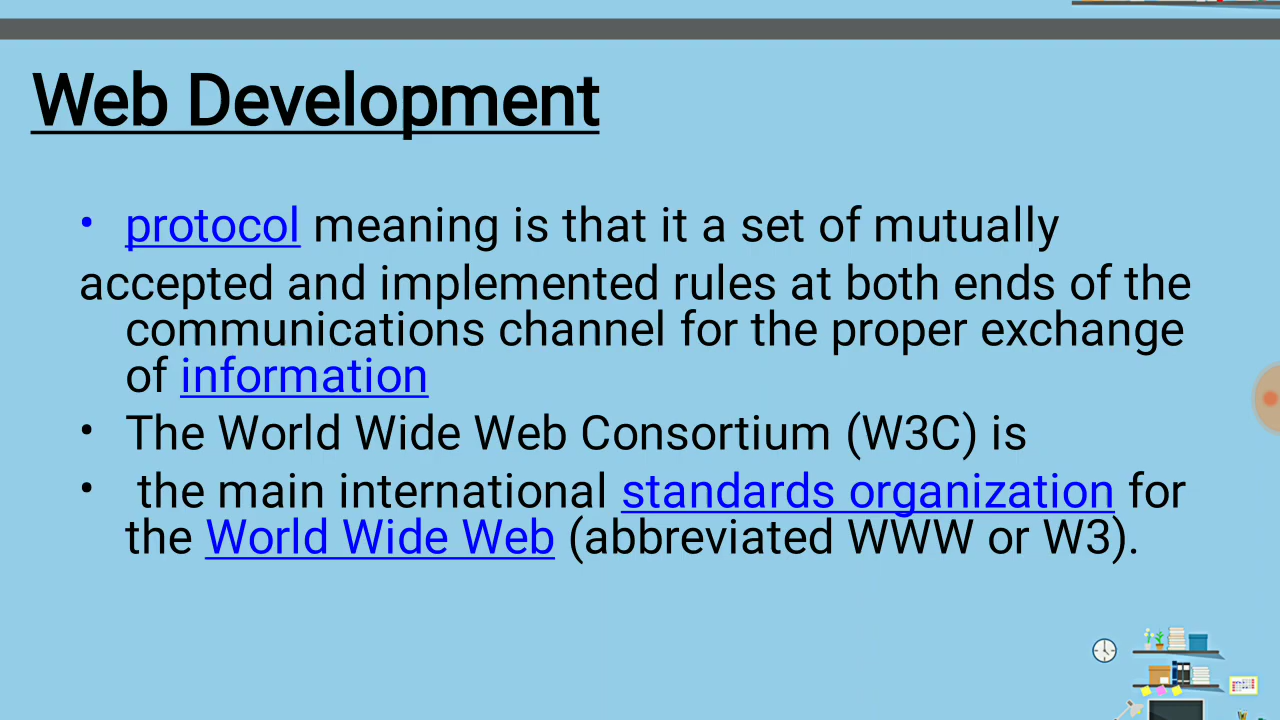 Web Development
• protocol meaning is that it a set of mutually
accepted and implemented rules at both ends of the
communications channel for the proper exchange
of information
• The World Wide Web Consortium (W3C) is
• the main international standards organization for
the World Wide Web (abbreviated WWW or W3).